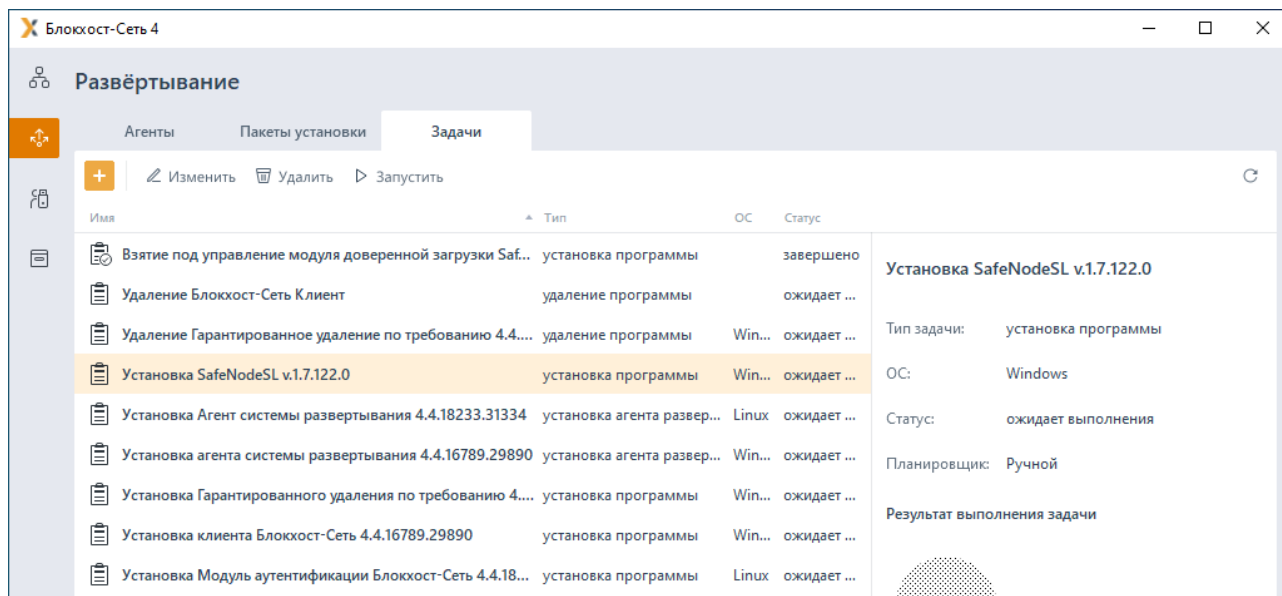 Блокхост-Сеть 4
Развёртывание
Агенты Пакеты установки Задачи
Изменить Удалить Запустить
Имя Тип ОС Статус
Взятие под управление модуля доверенной загрузки Saf... установка программы завершено
Удаление Блокхост-Сеть Клиент удаление программы ожидает ...
Удаление Гарантированное удаление по требованию 4.4.... удаление программы Win... ожидает ...
Установка SafeNodeSL v.1.7.122.0 установка программы Win... ожидает ...
Установка Агент системы развертывания 4.4.18233.31334 установка агента развер... Linux ожидает ...
Установка агента системы развертывания 4.4.16789.29890 установка агента развер... Win... ожидает ...
Установка Гарантированного удаления по требованию 4.... установка программы Win... ожидает ...
Установка клиента Блокхост-Сеть 4.4.16789.29890 установка программы Win... ожидает ...
Установка Модуль аутентификации Блокхост-Сеть 4.4.18... установка программы Linux ожидает ...
Установка SafeNodeSL v.1.7.122.0
Тип задачи: установка программы
ОС: Windows
Статус: ожидает выполнения
Планировщик: Ручной
Результат выполнения задачи